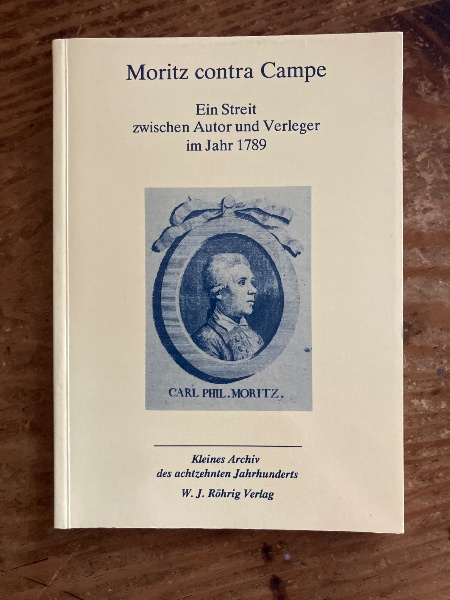 Moritz contra Campe
Ein Streit
zwischen Autor und Verleger
im Jahr 1789
CARL PHIL. MORITZ.
Kleines Archiv
des achtzehnten Jahrhunderts
W. J. Röhrig Verlag